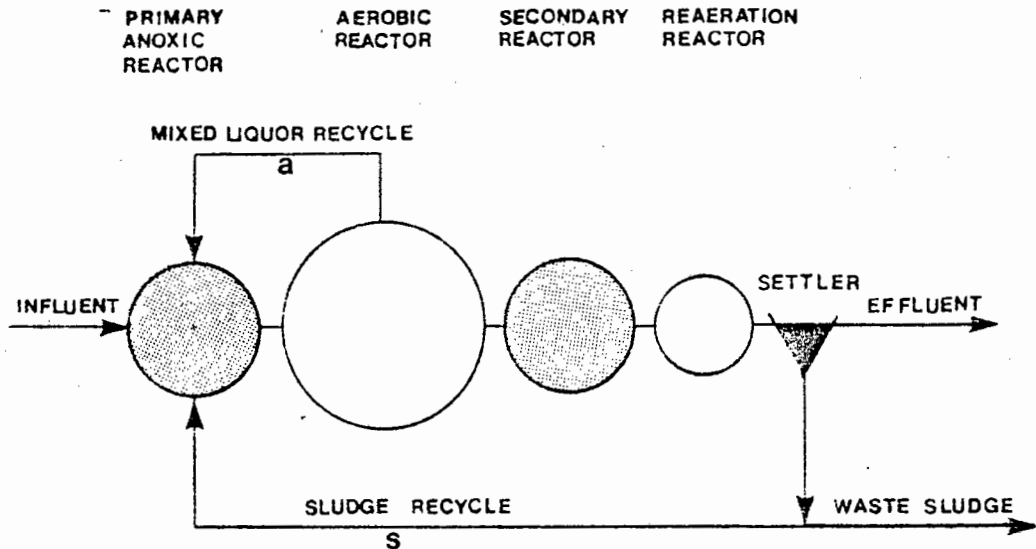 PRIMARY
ANOXIC
REACTOR
AEROBIC
REACTOR
SECONDARY
REACTOR
REAERATION
REACTOR
MIXED LIQUOR RECYCLE
a
INFLUENT
SETTLER
EFFLUENT
SLUDGE RECYCLE
s
WASTE SLUDGE